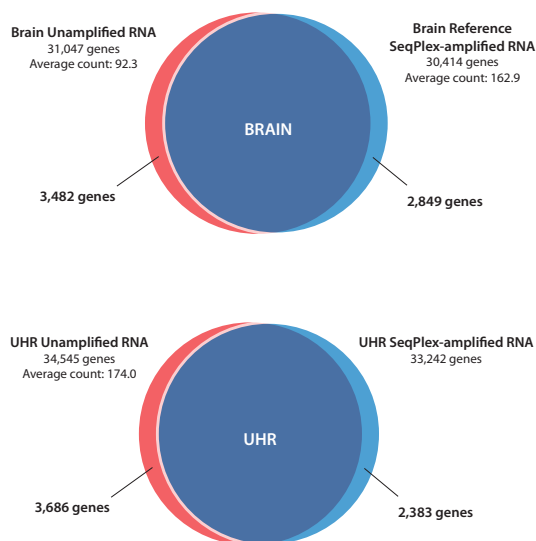 Brain Unamplified RNA
31,047 genes
Average count: 92.3
Brain Reference
SeqPlex-amplified RNA
30,414 genes
Average count: 162.9
BRAIN
3,482 genes
2,849 genes
UHR Unamplified RNA
34,545 genes
Average count: 174.0
UHR SeqPlex-amplified RNA
33,242 genes
UHR
3,686 genes
2,383 genes